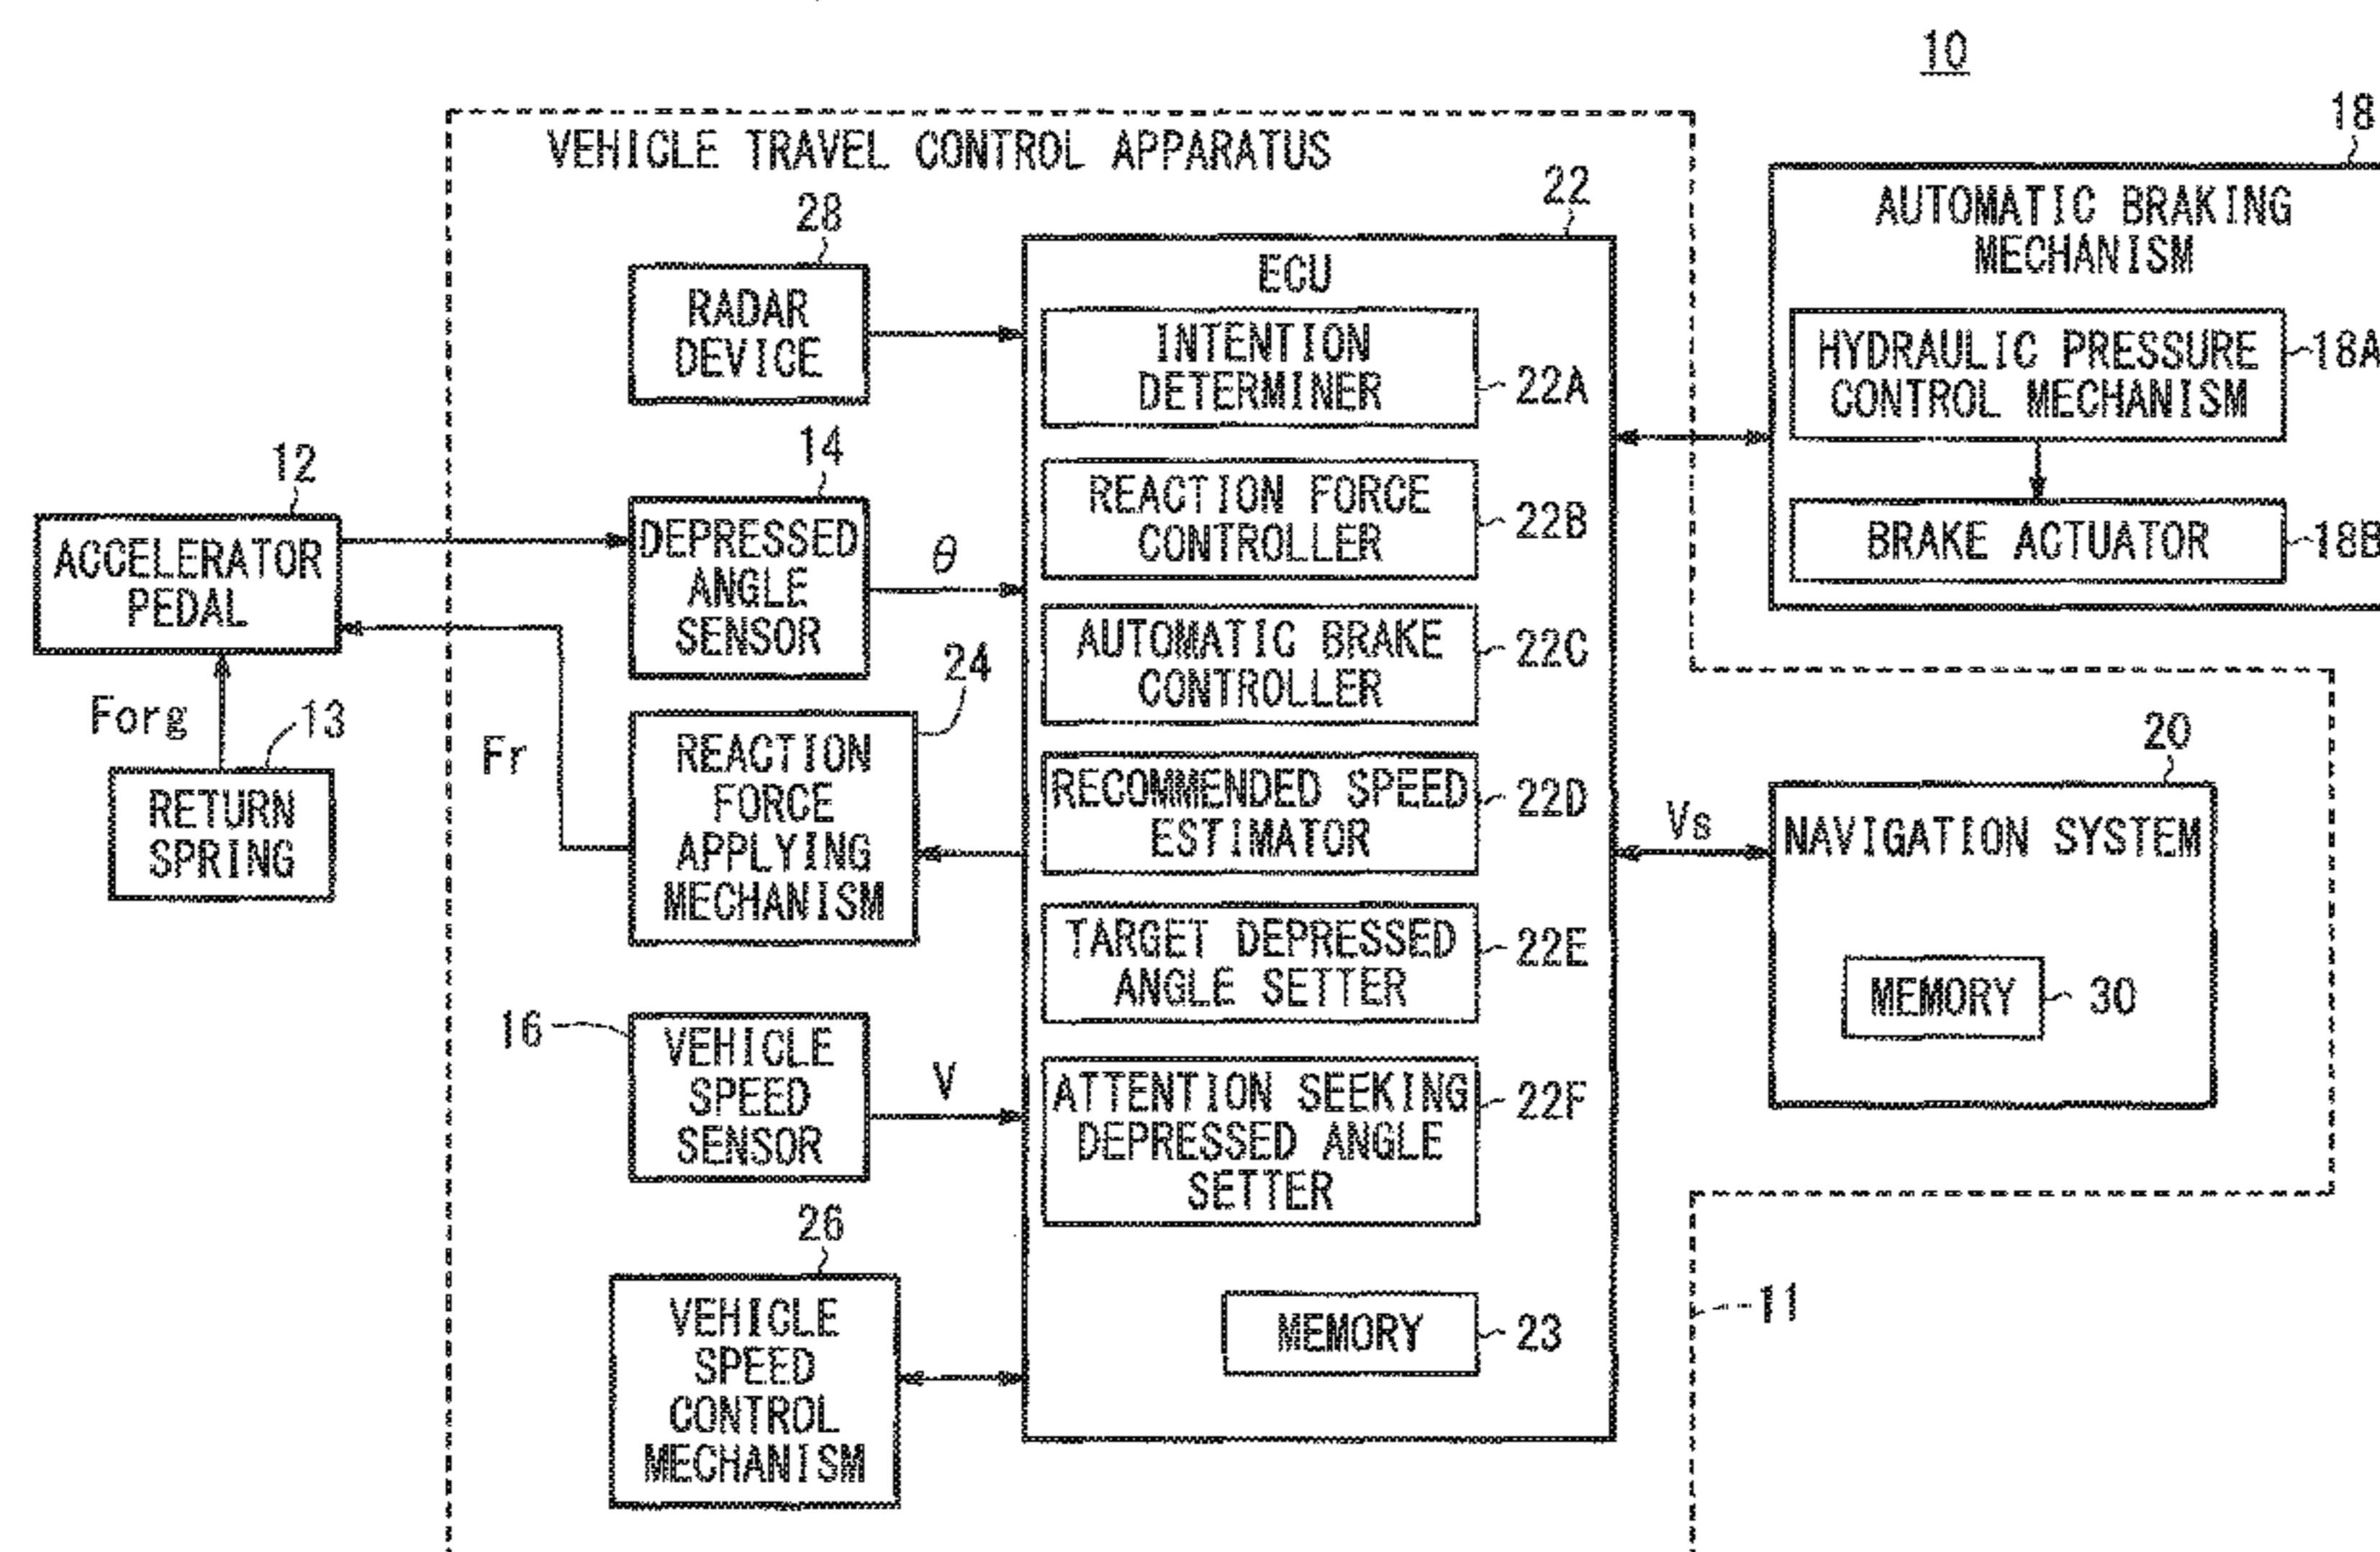 10
VEHICLE TRAVEL CONTROL APPARATUS
28
RADAR
DEVICE
12
ACCELERATOR
PEDAL
Forg
13
RETURN
SPRING
14
DEPRESSED
ANGLE
SENSOR
θ
24
REACTION
FORCE
APPLYING
MECHANISM
Fr
16
VEHICLE
SPEED
SENSOR
V
26
VEHICLE
SPEED
CONTROL
MECHANISM
22
ECU
INTENTION
DETERMINER
22A
REACTION FORCE
CONTROLLER
22B
AUTOMATIC BRAKE
CONTROLLER
22C
RECOMMENDED SPEED
ESTIMATOR
22D
TARGET DEPRESSED
ANGLE SETTER
22E
ATTENTION SEEKING
DEPRESSED ANGLE
SETTER
22F
MEMORY
23
18
AUTOMATIC BRAKING
MECHANISM
HYDRAULIC PRESSURE
CONTROL MECHANISM
18A
BRAKE ACTUATOR
18B
Vs
20
NAVIGATION SYSTEM
MEMORY
30
11